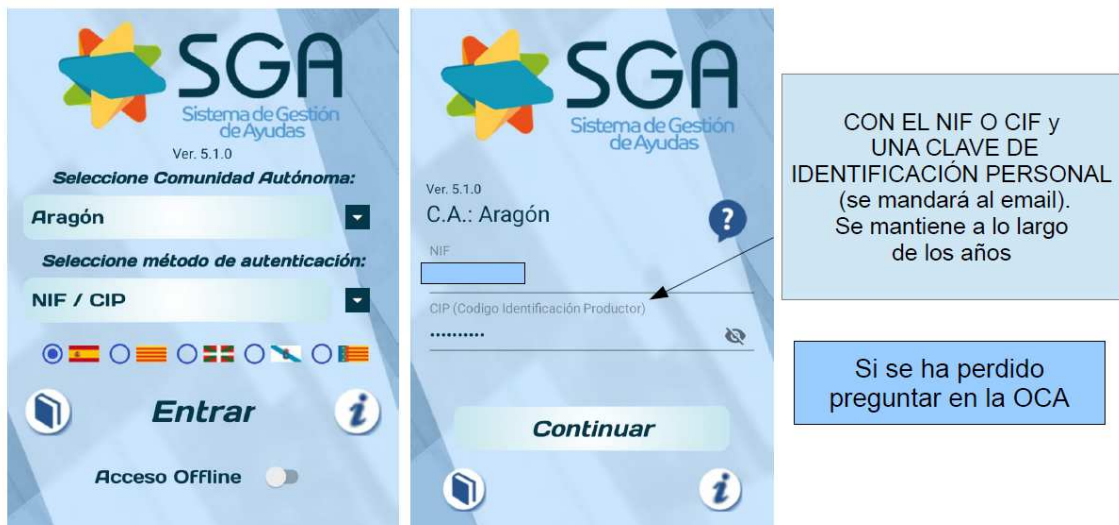 SGA
Sistema de Gestión
de Ayudas
Ver. 5.1.0
Seleccione Comunidad Autónoma:
Aragón
Seleccione método de autenticación:
NIF / CIP
Entrar
i
Acceso Offline
SGA
Sistema de Gestión
de Ayudas
Ver. 5.1.0
C.A.: Aragón
?
NIF
CIP (Codigo Identificación Productor)
••••••••••
Continuar
i
CON EL NIF O CIF y
UNA CLAVE DE
IDENTIFICACIÓN PERSONAL
(se mandará al email).
Se mantiene a lo largo
de los años
Si se ha perdido
preguntar en la OCA